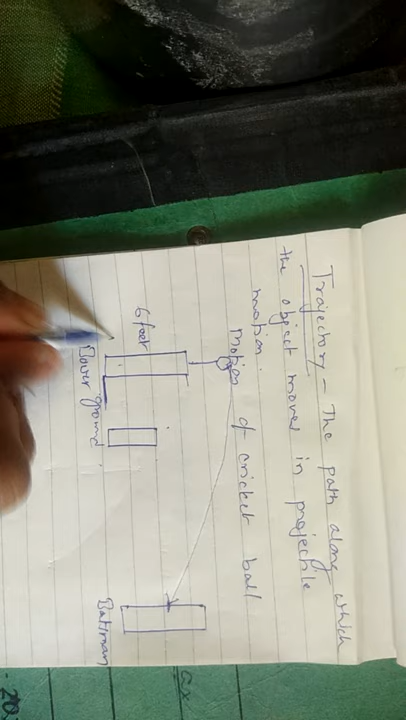 Trajectory - The path along which
the object moves in projectile
motion.
Motion of cricket ball
6 feet
Bower ground
Batsman